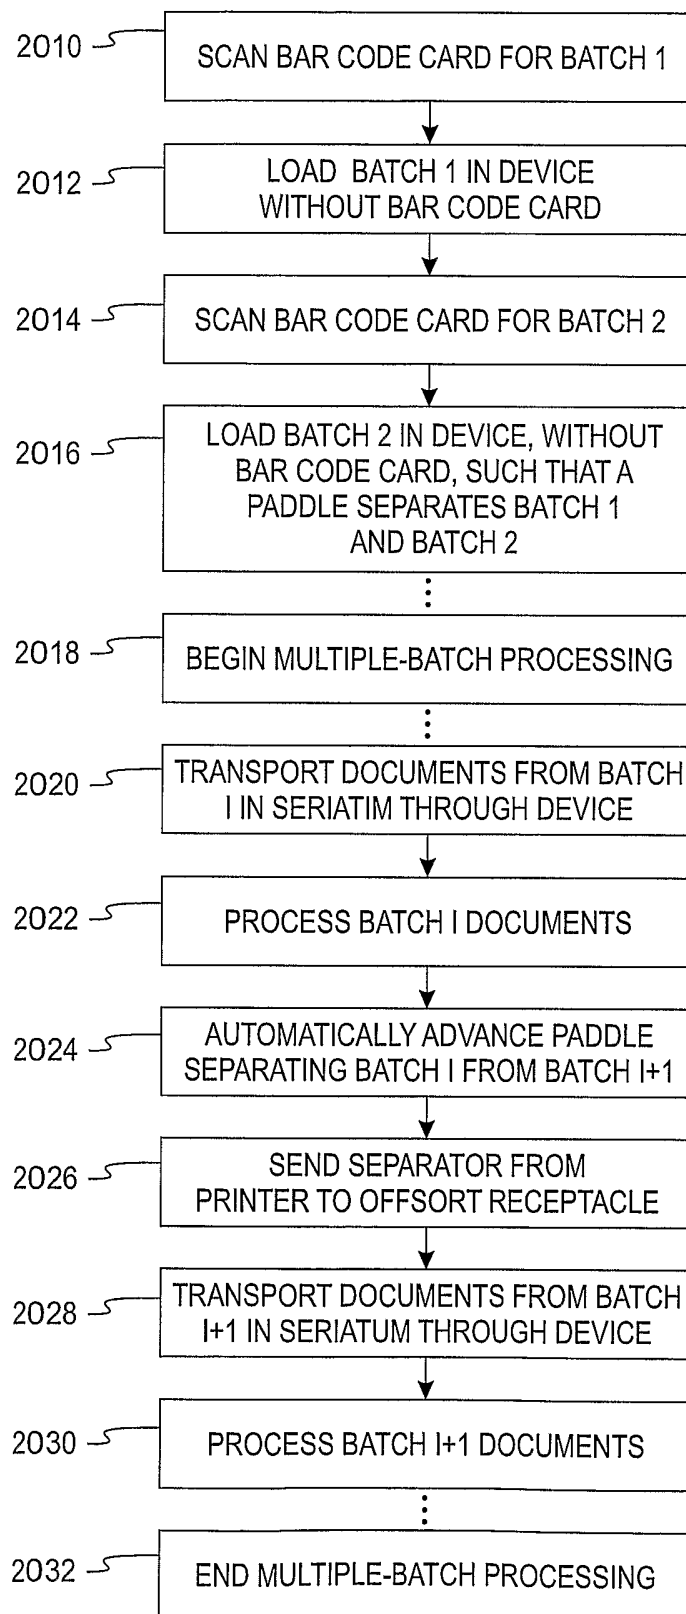 2010
SCAN BAR CODE CARD FOR BATCH 1
2012
LOAD BATCH 1 IN DEVICE
WITHOUT BAR CODE CARD
2014
SCAN BAR CODE CARD FOR BATCH 2
2016
LOAD BATCH 2 IN DEVICE, WITHOUT
BAR CODE CARD, SUCH THAT A
PADDLE SEPARATES BATCH 1
AND BATCH 2
2018
BEGIN MULTIPLE-BATCH PROCESSING
2020
TRANSPORT DOCUMENTS FROM BATCH
I IN SERIATIM THROUGH DEVICE
2022
PROCESS BATCH I DOCUMENTS
2024
AUTOMATICALLY ADVANCE PADDLE
SEPARATING BATCH I FROM BATCH I+1
2026
SEND SEPARATOR FROM
PRINTER TO OFFSORT RECEPTACLE
2028
TRANSPORT DOCUMENTS FROM BATCH
I+1 IN SERIATUM THROUGH DEVICE
2030
PROCESS BATCH I+1 DOCUMENTS
2032
END MULTIPLE-BATCH PROCESSING